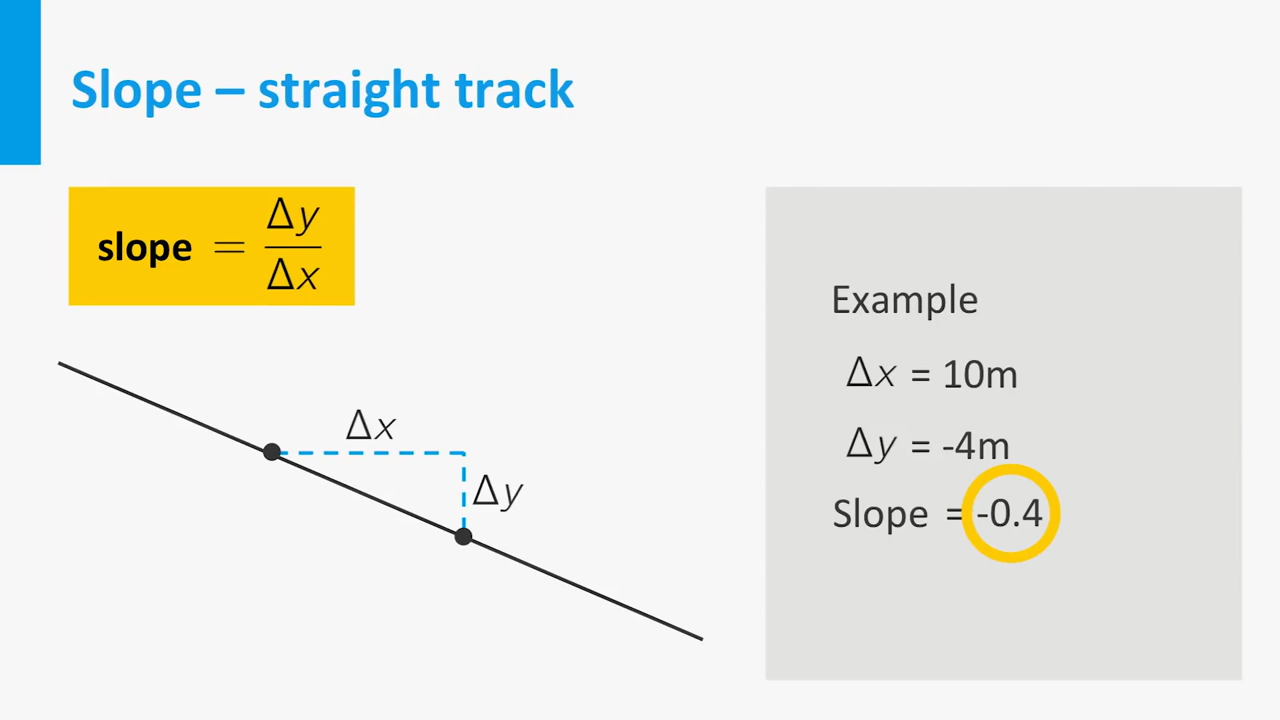 Slope – straight track
slope = Δy/Δx
Δx
Δy
Example
Δx = 10m
Δy = -4m
Slope = -0.4